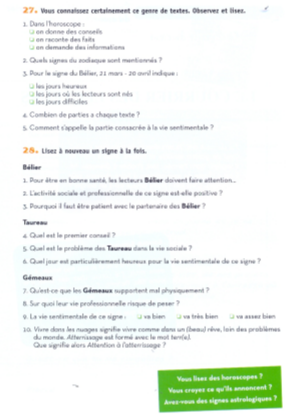 27. Vous connaissez certainement ce genre de textes. Observez et lisez.
1. Dans l'horoscope :
❑ on donne des conseils
❑ on raconte des faits
❑ on demande des informations
2. Quels signes du zodiaque sont mentionnés ?
3. Pour le signe du Bélier, 21 mars - 20 avril indique :
❑ les jours heureux
❑ les jours où les lecteurs sont nés
❑ les jours difficiles
4. Combien de parties a chaque texte ?
5. Comment s'appelle la partie consacrée à la vie sentimentale ?
28. Lisez à nouveau un signe à la fois.
Bélier
1. Pour être en bonne santé, les lecteurs Bélier doivent faire attention...
2. L'activité sociale et professionnelle de ce signe est-elle positive ?
3. Pourquoi il faut être patient avec le partenaire des Bélier ?
Taureau
4. Quel est le premier conseil ?
5. Quel est le problème des Taureau dans la vie sociale ?
6. Quel jour est particulièrement heureux pour la vie sentimentale de ce signe ?
Gémeaux
7. Qu'est-ce que les Gémeaux supportent mal physiquement ?
8. Sur quoi leur vie professionnelle risque de peser ?
9. La vie sentimentale de ce signe : ❑ va bien ❑ va très bien ❑ va assez bien
10. Vivre dans les nuages signifie vivre comme dans un (beau) rêve, loin des problèmes
du monde. Atterrissage est formé avec le mot terr(e).
Que signifie alors Attention à l'atterrissage ?
Vous lisez des horoscopes ?
Vous croyez ce qu'ils annoncent ?
Avez-vous des signes astrologiques ?